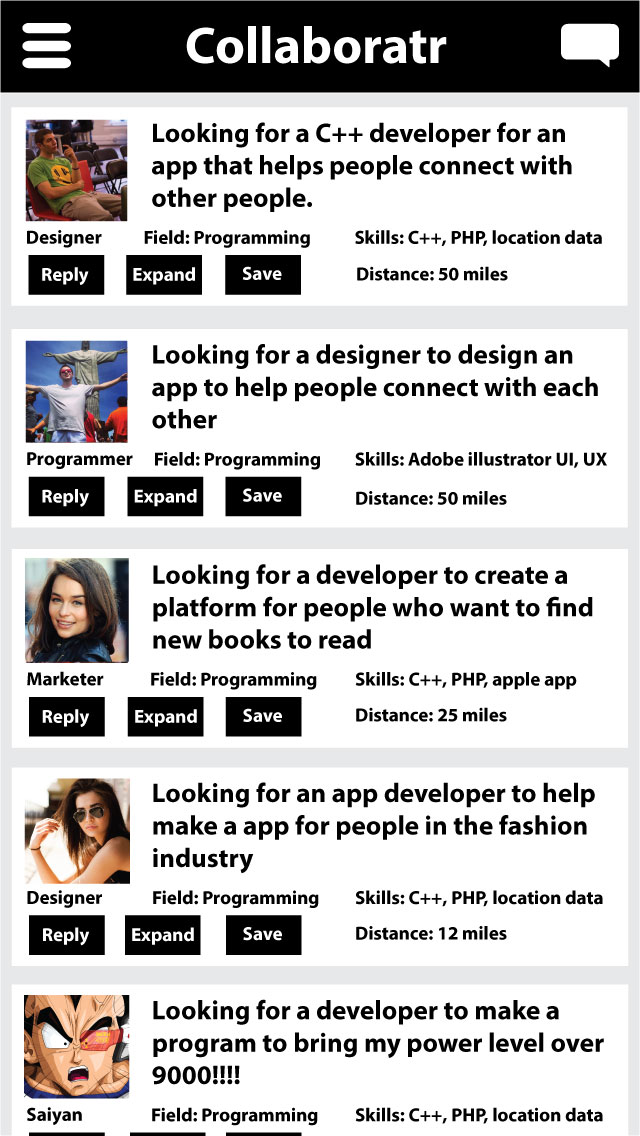 Collaboratr
Looking for a C++ developer for an
app that helps people connect with
other people.
Designer Field: Programming Skills: C++, PHP, location data
Reply Expand Save Distance: 50 miles
Looking for a designer to design an
app to help people connect with each
other
Programmer Field: Programming Skills: Adobe illustrator UI, UX
Reply Expand Save Distance: 50 miles
Looking for a developer to create a
platform for people who want to find
new books to read
Marketer Field: Programming Skills: C++, PHP, apple app
Reply Expand Save Distance: 25 miles
Looking for an app developer to help
make a app for people in the fashion
industry
Designer Field: Programming Skills: C++, PHP, location data
Reply Expand Save Distance: 12 miles
Looking for a developer to make a
program to bring my power level over
9000!!!!
Saiyan Field: Programming Skills: C++, PHP, location data